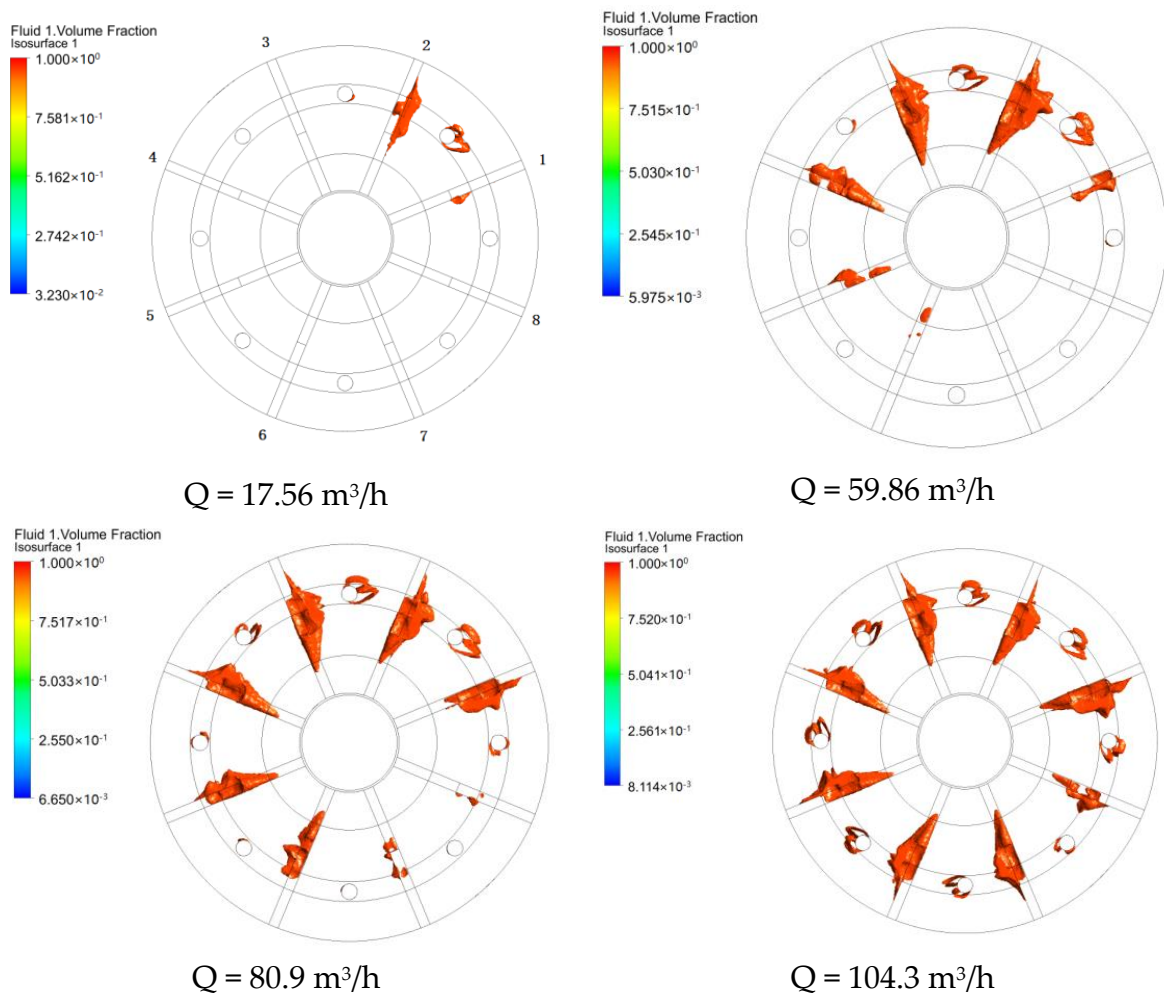 Fluid 1.Volume Fraction
Isosurface 1
1.000×10⁰
7.581×10⁻¹
5.162×10⁻¹
2.742×10⁻¹
3.230×10⁻²
3
2
4
1
5
8
6
7
Q = 17.56 m³/h
Fluid 1.Volume Fraction
Isosurface 1
1.000×10⁰
7.515×10⁻¹
5.030×10⁻¹
2.545×10⁻¹
5.975×10⁻³
Q = 59.86 m³/h
Fluid 1.Volume Fraction
Isosurface 1
1.000×10⁰
7.517×10⁻¹
5.033×10⁻¹
2.550×10⁻¹
6.650×10⁻³
Q = 80.9 m³/h
Fluid 1.Volume Fraction
Isosurface 1
1.000×10⁰
7.520×10⁻¹
5.041×10⁻¹
2.561×10⁻¹
8.114×10⁻³
Q = 104.3 m³/h